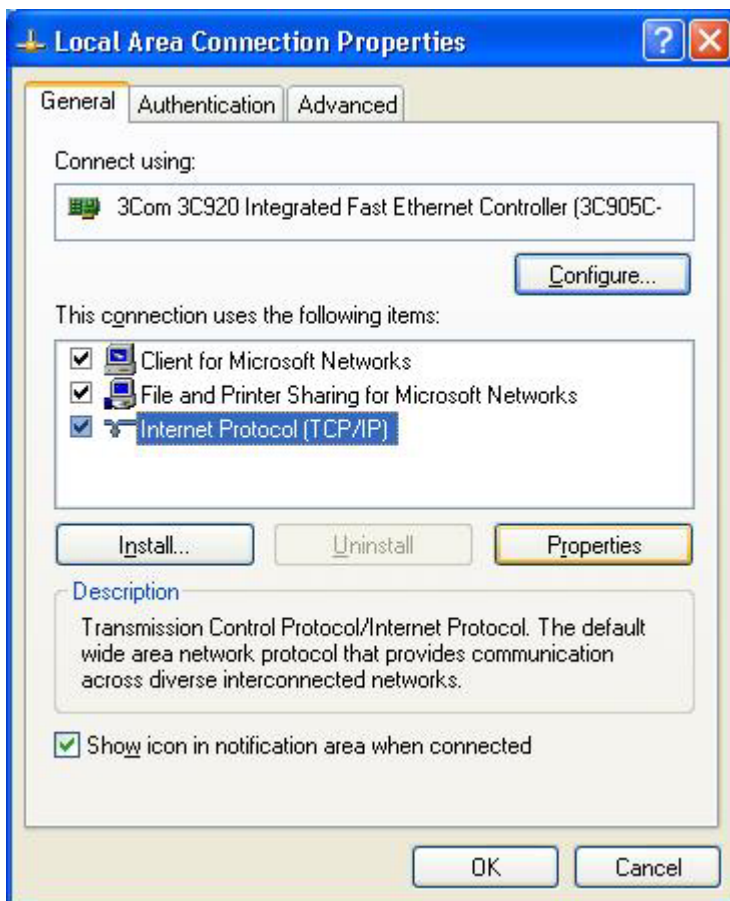 Local Area Connection Properties
General Authentication Advanced
Connect using:
3Com 3C920 Integrated Fast Ethernet Controller (3C905C-
Configure...
This connection uses the following items:
Client for Microsoft Networks
File and Printer Sharing for Microsoft Networks
Internet Protocol (TCP/IP)
Install... Uninstall Properties
Description
Transmission Control Protocol/Internet Protocol. The default
wide area network protocol that provides communication
across diverse interconnected networks.
Show icon in notification area when connected
OK Cancel